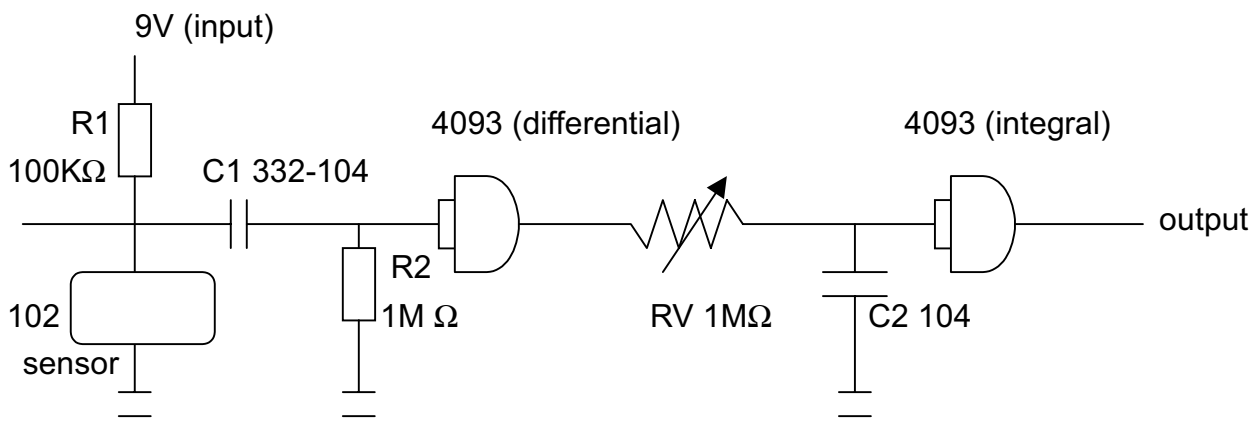 9V (input)
R1
100KΩ
C1 332-104
4093 (differential)
4093 (integral)
output
R2
1M Ω
RV 1MΩ
C2 104
102
sensor